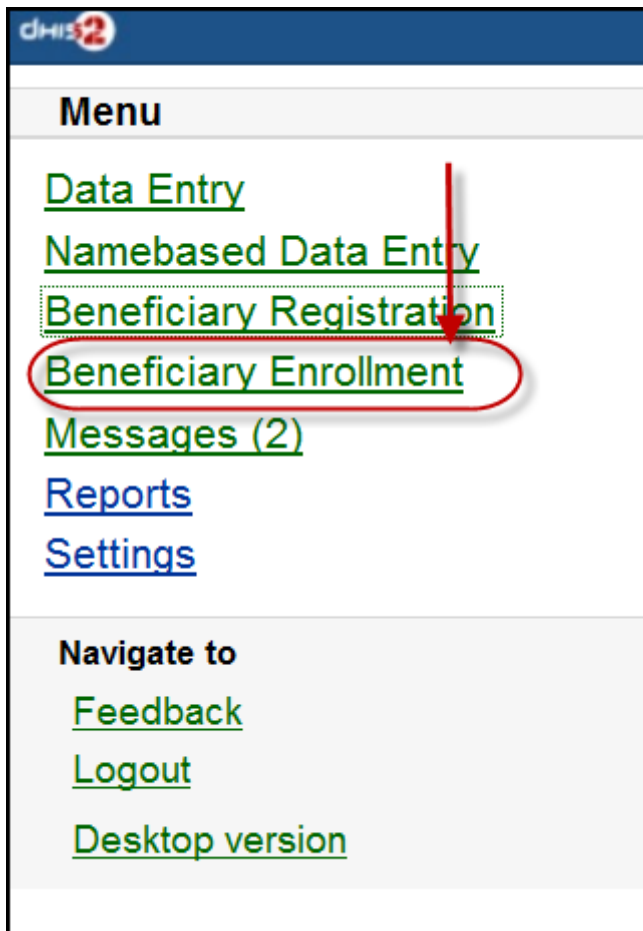 dHIS2
Menu
Data Entry
Namebased Data Entry
Beneficiary Registration
Beneficiary Enrollment
Messages (2)
Reports
Settings
Navigate to
Feedback
Logout
Desktop version